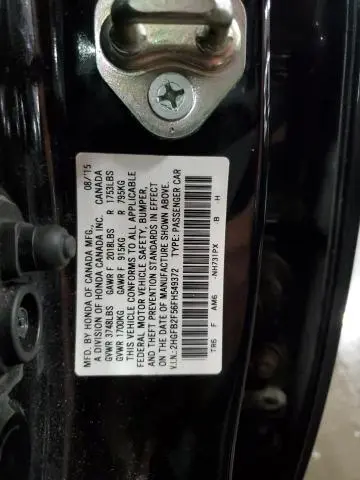 MFD. BY HONDA OF CANADA MFG., 08/15
A DIVISION OF HONDA CANADA INC. CANADA
GVWR 3748LBS GAWR F 2018LBS R 1753LBS
GVWR 1700KG GAWR F 915KG R 795KG
THIS VEHICLE CONFORMS TO ALL APPLICABLE
FEDERAL MOTOR VEHICLE SAFETY, BUMPER,
AND THEFT PREVENTION STANDARDS IN EFFECT
ON THE DATE OF MANUFACTURE SHOWN ABOVE.
V.I.N.:2HGFB2F56FH549372 TYPE: PASSENGER CAR
TR6 F AM6 -NH731PX -B -H